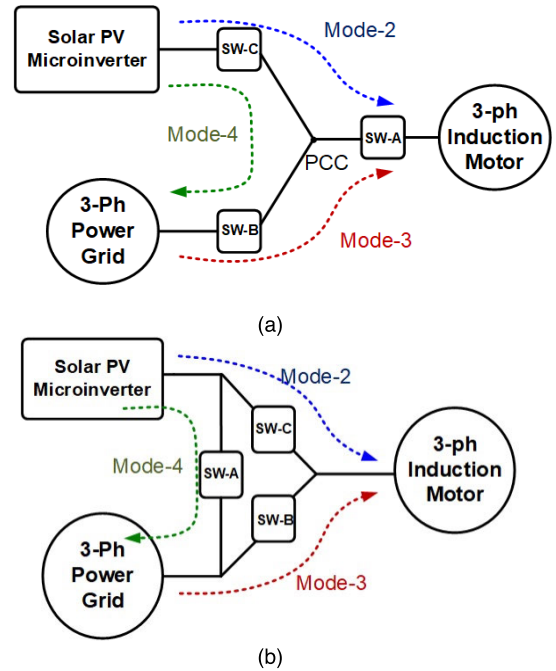 Solar PV
Microinverter
SW-C
Mode-2
3-ph
Induction
Motor
SW-A
PCC
Mode-4
3-Ph
Power
Grid
SW-B
Mode-3
(a)
Solar PV
Microinverter
Mode-2
SW-C
3-ph
Induction
Motor
Mode-4
SW-A
SW-B
3-Ph
Power
Grid
Mode-3
(b)